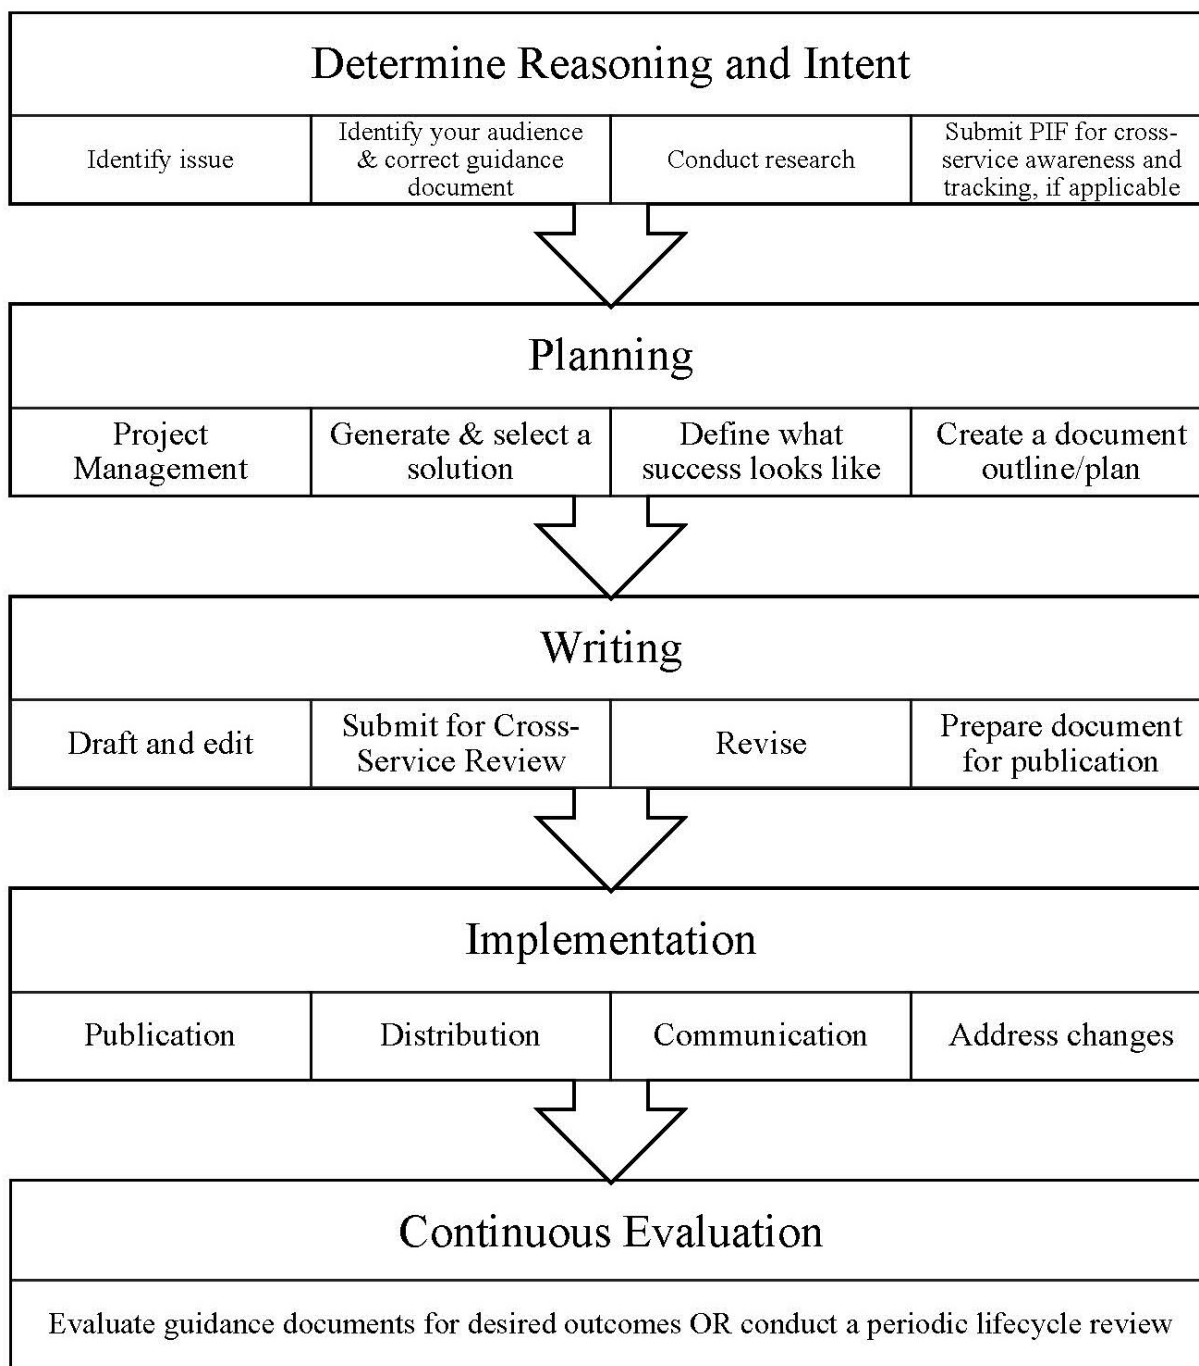 Determine Reasoning and Intent
Identify issue
Identify your audience
& correct guidance
document
Conduct research
Submit PIF for cross-
service awareness and
tracking, if applicable
Planning
Project
Management
Generate & select a
solution
Define what
success looks like
Create a document
outline/plan
Writing
Draft and edit
Submit for Cross-
Service Review
Revise
Prepare document
for publication
Implementation
Publication
Distribution
Communication
Address changes
Continuous Evaluation
Evaluate guidance documents for desired outcomes OR conduct a periodic lifecycle review